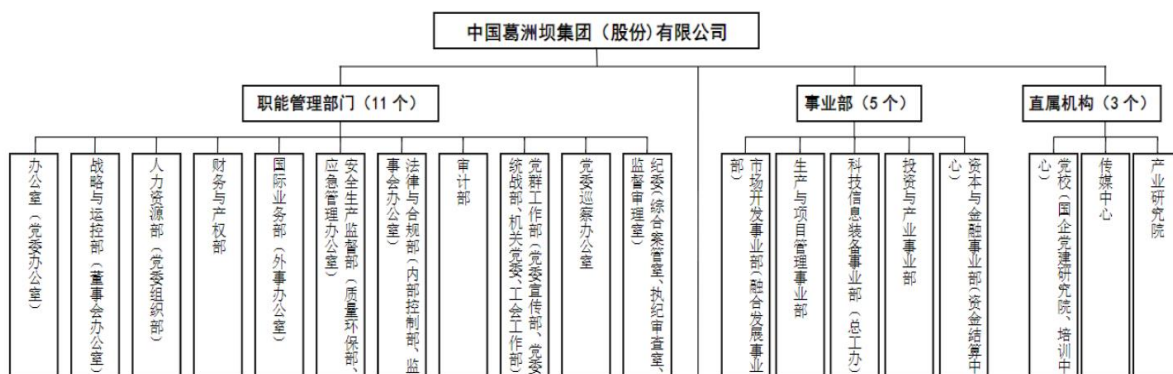 中国葛洲坝集团（股份)有限公司
职能管理部门（11 个）
事业部（5 个）
直属机构（3 个）
办公室（党委办公室）
战略与运控部（董事会办公室）
人力资源部（党委组织部）
财务与产权部
国际业务部（外事办公室）
安全生产监督部（质量环保部、
应急管理办公室）
法律与合规部（内部控制部、监
事会办公室）
审计部
党群工作部（党委宣传部、党委
统战部、机关党委、工会工作部）
党委巡察办公室
纪委（综合案管室、执纪审查室、
监督审理室）
市场开发事业部（融合发展事业
部）
生产与项目管理事业部
科技信息装备事业部（总工办）
投资与产业事业部
资本与金融事业部（资金结算中
心）
党校（国企党建研究院、培训中
心）
传媒中心
产业研究院